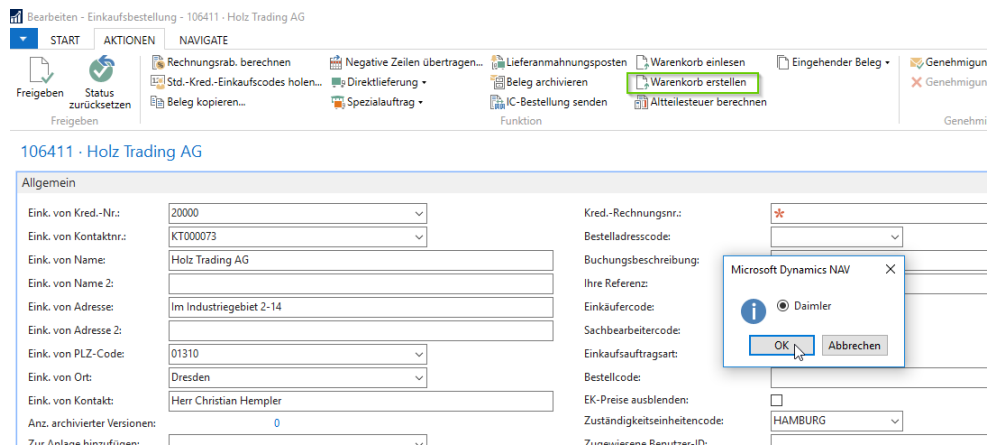 Bearbeiten - Einkaufsbestellung - 106411 · Holz Trading AG
START AKTIONEN NAVIGATE
Freigeben
Status zurücksetzen
Freigeben
Rechnungsrab. berechnen
Std.-Kred.-Einkaufscodes holen...
Beleg kopieren...
Negative Zeilen übertragen...
Direktlieferung
Spezialauftrag
Lieferanmahnungsposten
Beleg archivieren
IC-Bestellung senden
Warenkorb einlesen
Warenkorb erstellen
Altteilesteuer berechnen
Funktion
Eingehender Beleg
Genehmigun
Genehmigun
Genehmi
106411 · Holz Trading AG
Allgemein
Eink. von Kred.-Nr.: 20000
Eink. von Kontaktnr.: KT000073
Eink. von Name: Holz Trading AG
Eink. von Name 2:
Eink. von Adresse: Im Industriegebiet 2-14
Eink. von Adresse 2:
Eink. von PLZ-Code: 01310
Eink. von Ort: Dresden
Eink. von Kontakt: Herr Christian Hempler
Anz. archivierter Versionen: 0
Zur Anlage hinzufügen:
Kred.-Rechnungsnr.: *
Bestelladresscode:
Buchungsbeschreibung:
Ihre Referenz:
Einkäufercode:
Sachbearbeitercode:
Einkaufsauftragsart:
Bestellcode:
EK-Preise ausblenden:
Zuständigkeitseinheitencode: HAMBURG
Zugewiesene Benutzer-ID:
Microsoft Dynamics NAV
Daimler
OK Abbrechen